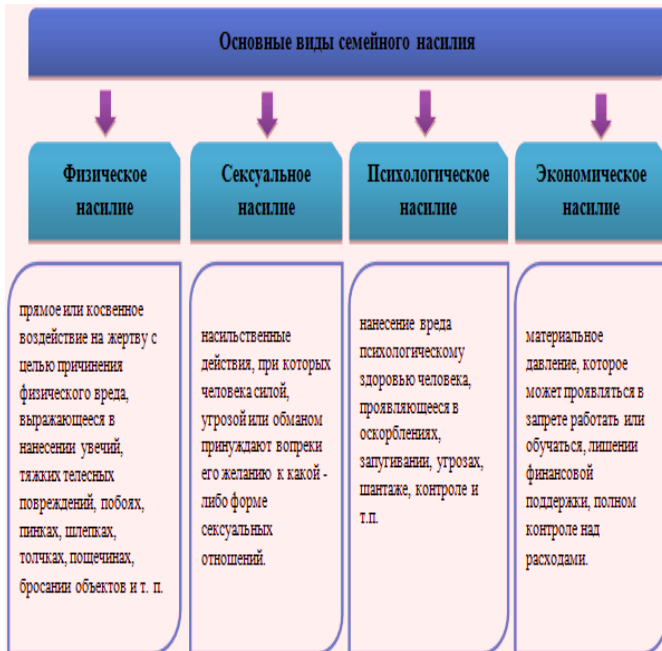 Основные виды семейного насилия
Физическое
насилие
Сексуальное
насилие
Психологическое
насилие
Экономическое
насилие
прямое или косвенное
воздействие на жертву с
целью причинения
физического вреда,
выражающееся в
нанесении увечий,
тяжких телесных
повреждений, побоях,
пинках, шлепках,
толчках, пощечинах,
бросании объектов и т. п.
насильственные
действия, при которых
человека силой,
угрозой или обманом
принуждают вопреки
его желанию к какой -
либо форме
сексуальных
отношений.
нанесение вреда
психологическому
здоровью человека,
проявляющееся в
оскорблениях,
запугивании, угрозах,
шантаже, контроле и
т.п.
материальное
давление, которое
может проявляться в
запрете работать или
обучаться, лишении
финансовой
поддержки, полном
контроле над
расходами.